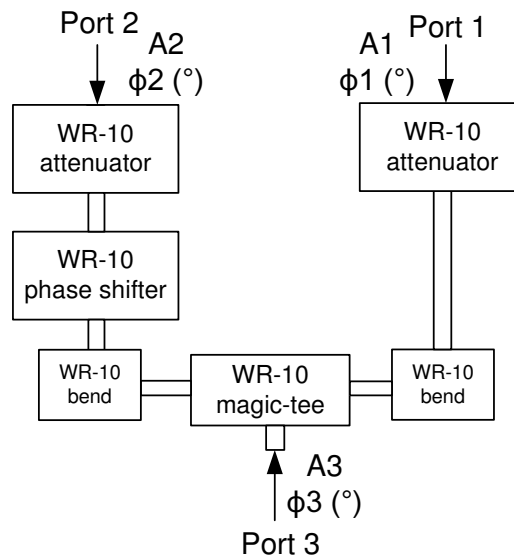 Port 2
A2
ϕ2 (°)
A1
Port 1
ϕ1 (°)
WR-10
attenuator
WR-10
attenuator
WR-10
phase shifter
WR-10
bend
WR-10
magic-tee
WR-10
bend
A3
ϕ3 (°)
Port 3